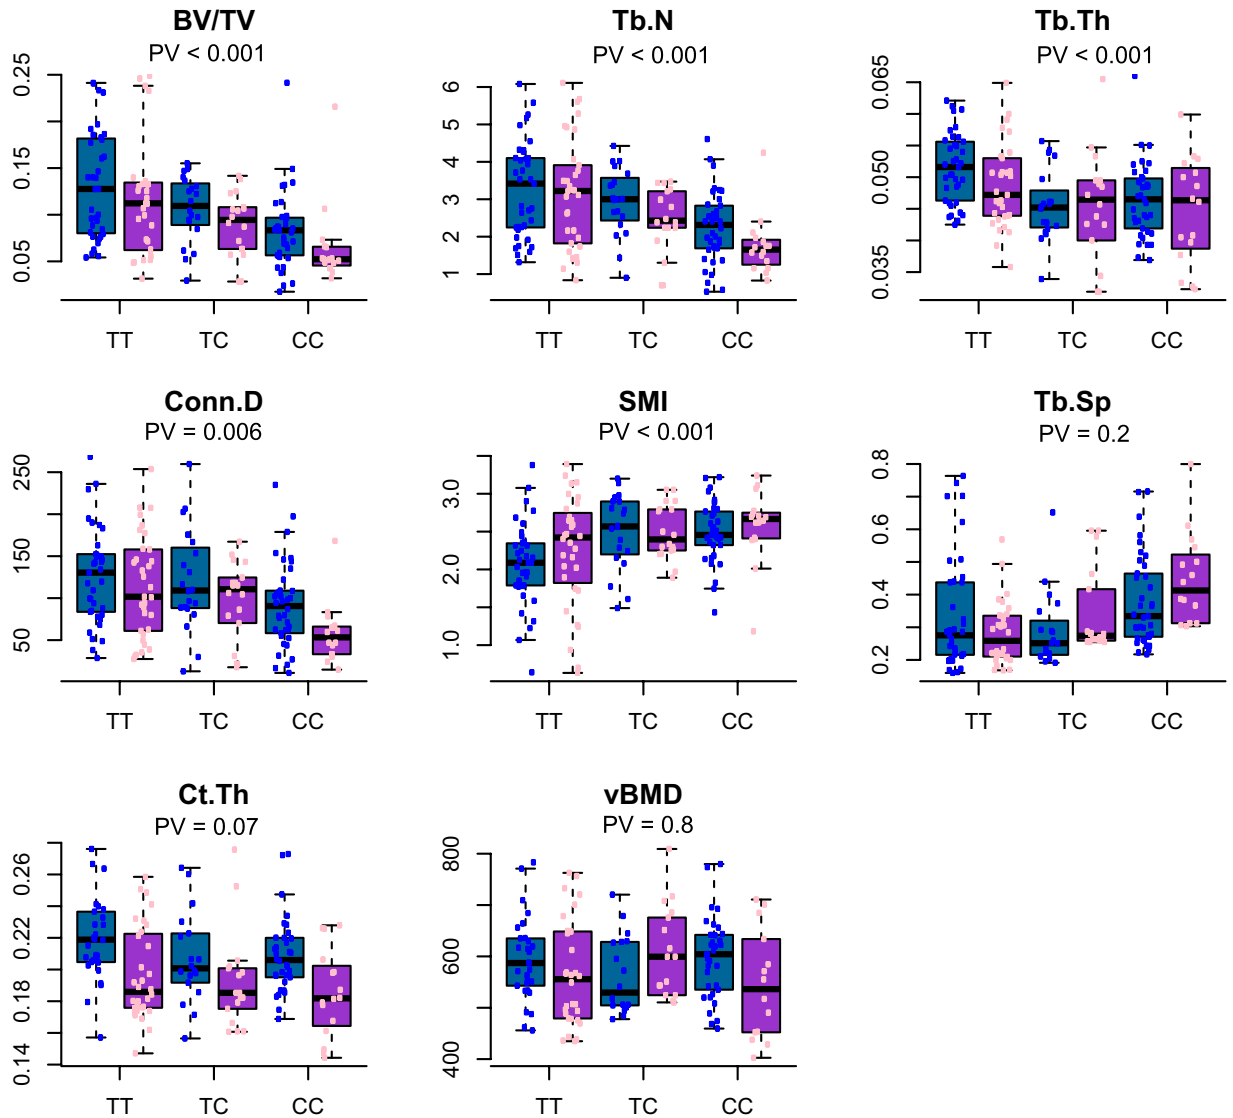 BV/TV
PV < 0.001
0.05 0.15 0.25
TT TC CC
Tb.N
PV < 0.001
1 2 3 4 5 6
TT TC CC
Tb.Th
PV < 0.001
0.035 0.050 0.065
TT TC CC
Conn.D
PV = 0.006
50 150 250
TT TC CC
SMI
PV < 0.001
1.0 2.0 3.0
TT TC CC
Tb.Sp
PV = 0.2
0.2 0.4 0.6 0.8
TT TC CC
Ct.Th
PV = 0.07
0.14 0.18 0.22 0.26
TT TC CC
vBMD
PV = 0.8
400 600 800
TT TC CC